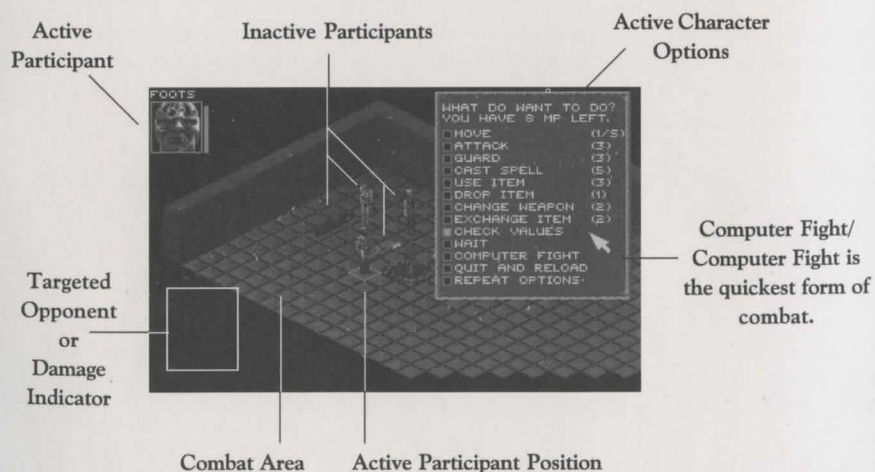 Active
Participant
Inactive Participants
Active Character
Options
FOOTS
WHAT DO WANT TO DO?
YOU HAVE 8 MP LEFT.
MOVE (1/5)
ATTACK (3)
GUARD (3)
CAST SPELL (5)
USE ITEM (3)
DROP ITEM (1)
CHANGE WEAPON (2)
EXCHANGE ITEM (2)
CHECK VALUES
WAIT
COMPUTER FIGHT
QUIT AND RELOAD
REPEAT OPTIONS
Computer Fight/
Computer Fight is
the quickest form of
combat.
Targeted
Opponent
or
Damage
Indicator
Combat Area
Active Participant Position